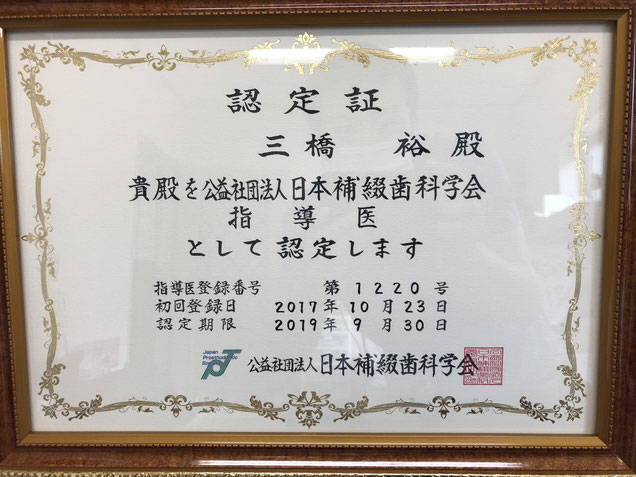 認定証
三橋 裕 殿
貴殿を公益社団法人日本補綴歯科学会
指導医
として認定します
指導医登録番号 第1220号
初回登録日 2017年10月23日
認定期限 2019年9月30日
Japan
Prosthodontic
公益社団法人日本補綴歯科学会